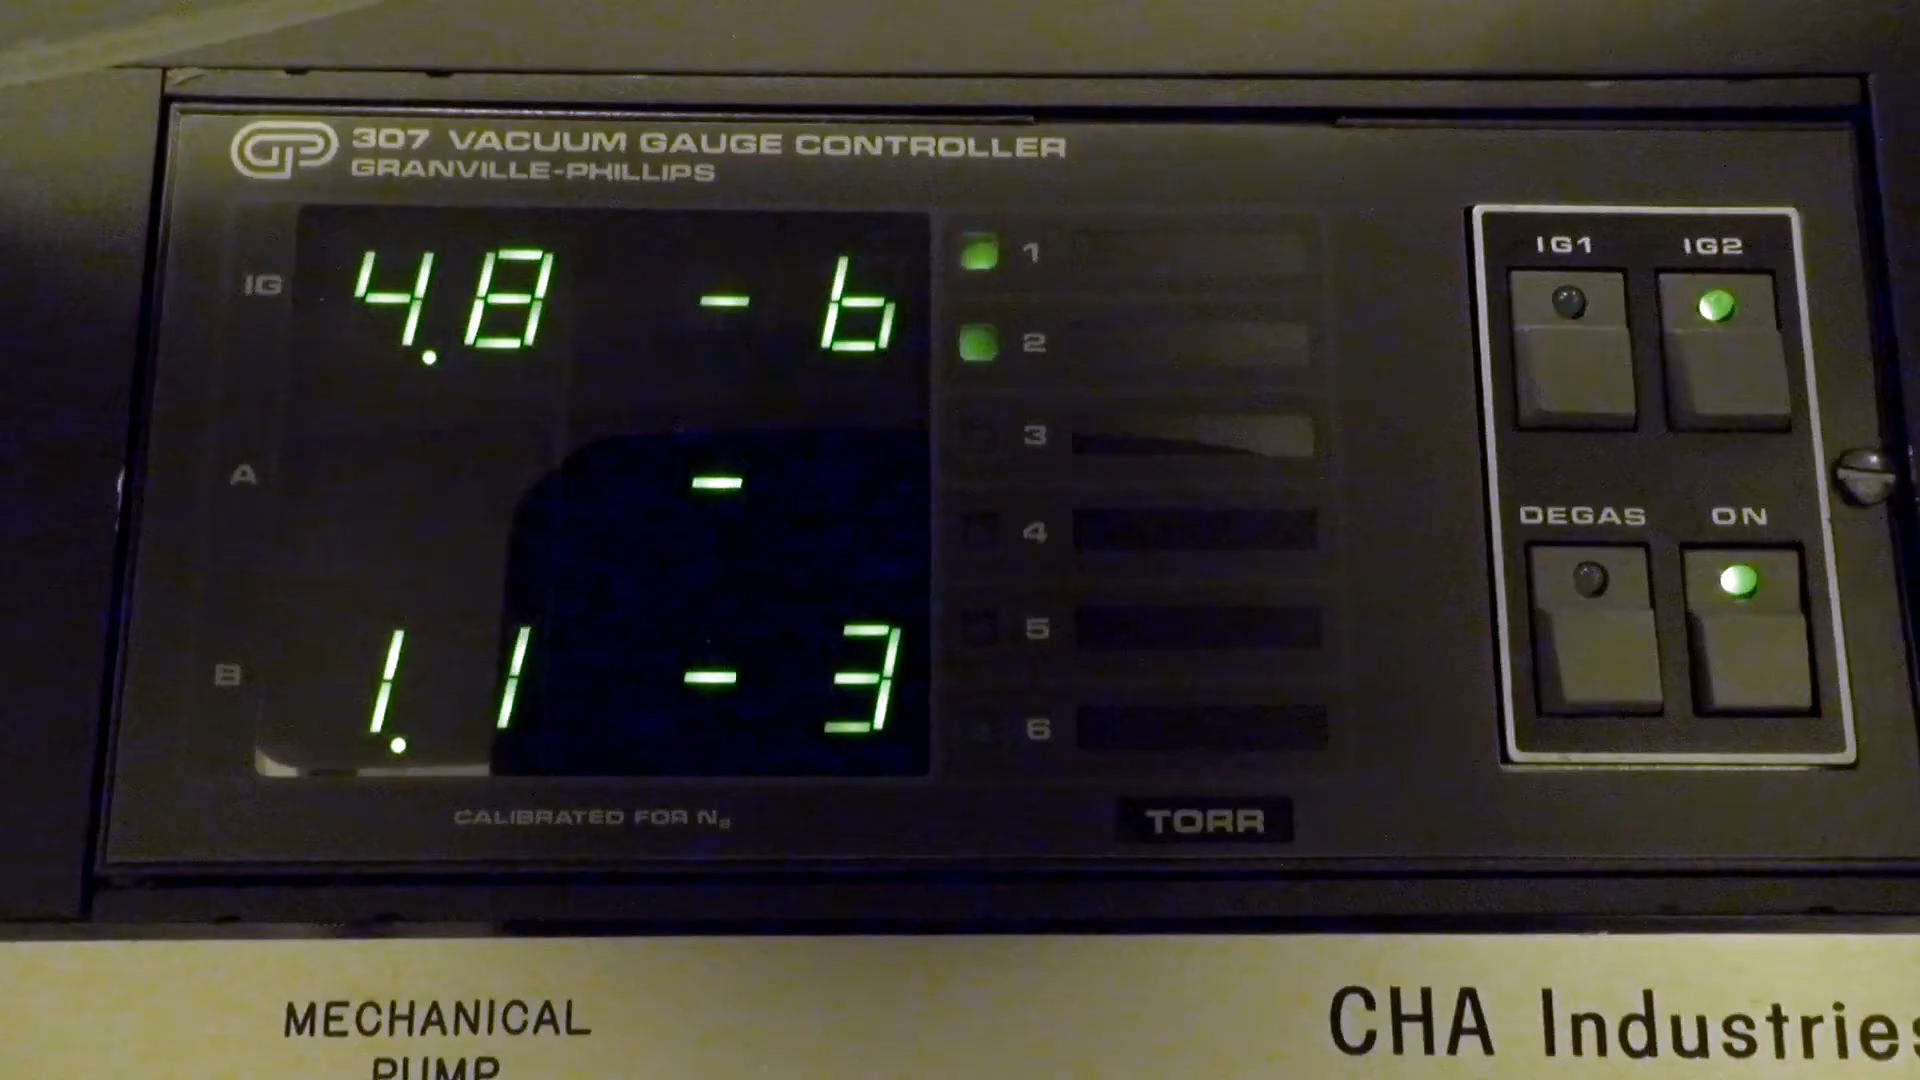 GP 307 VACUUM GAUGE CONTROLLER
GRANVILLE-PHILLIPS
IG 4.8 - 6
A -
B 1.1 - 3
1
2
3
4
5
6
CALIBRATED FOR N₂
TORR
IG1 IG2
DEGAS ON
MECHANICAL
PUMP
CHA Industries